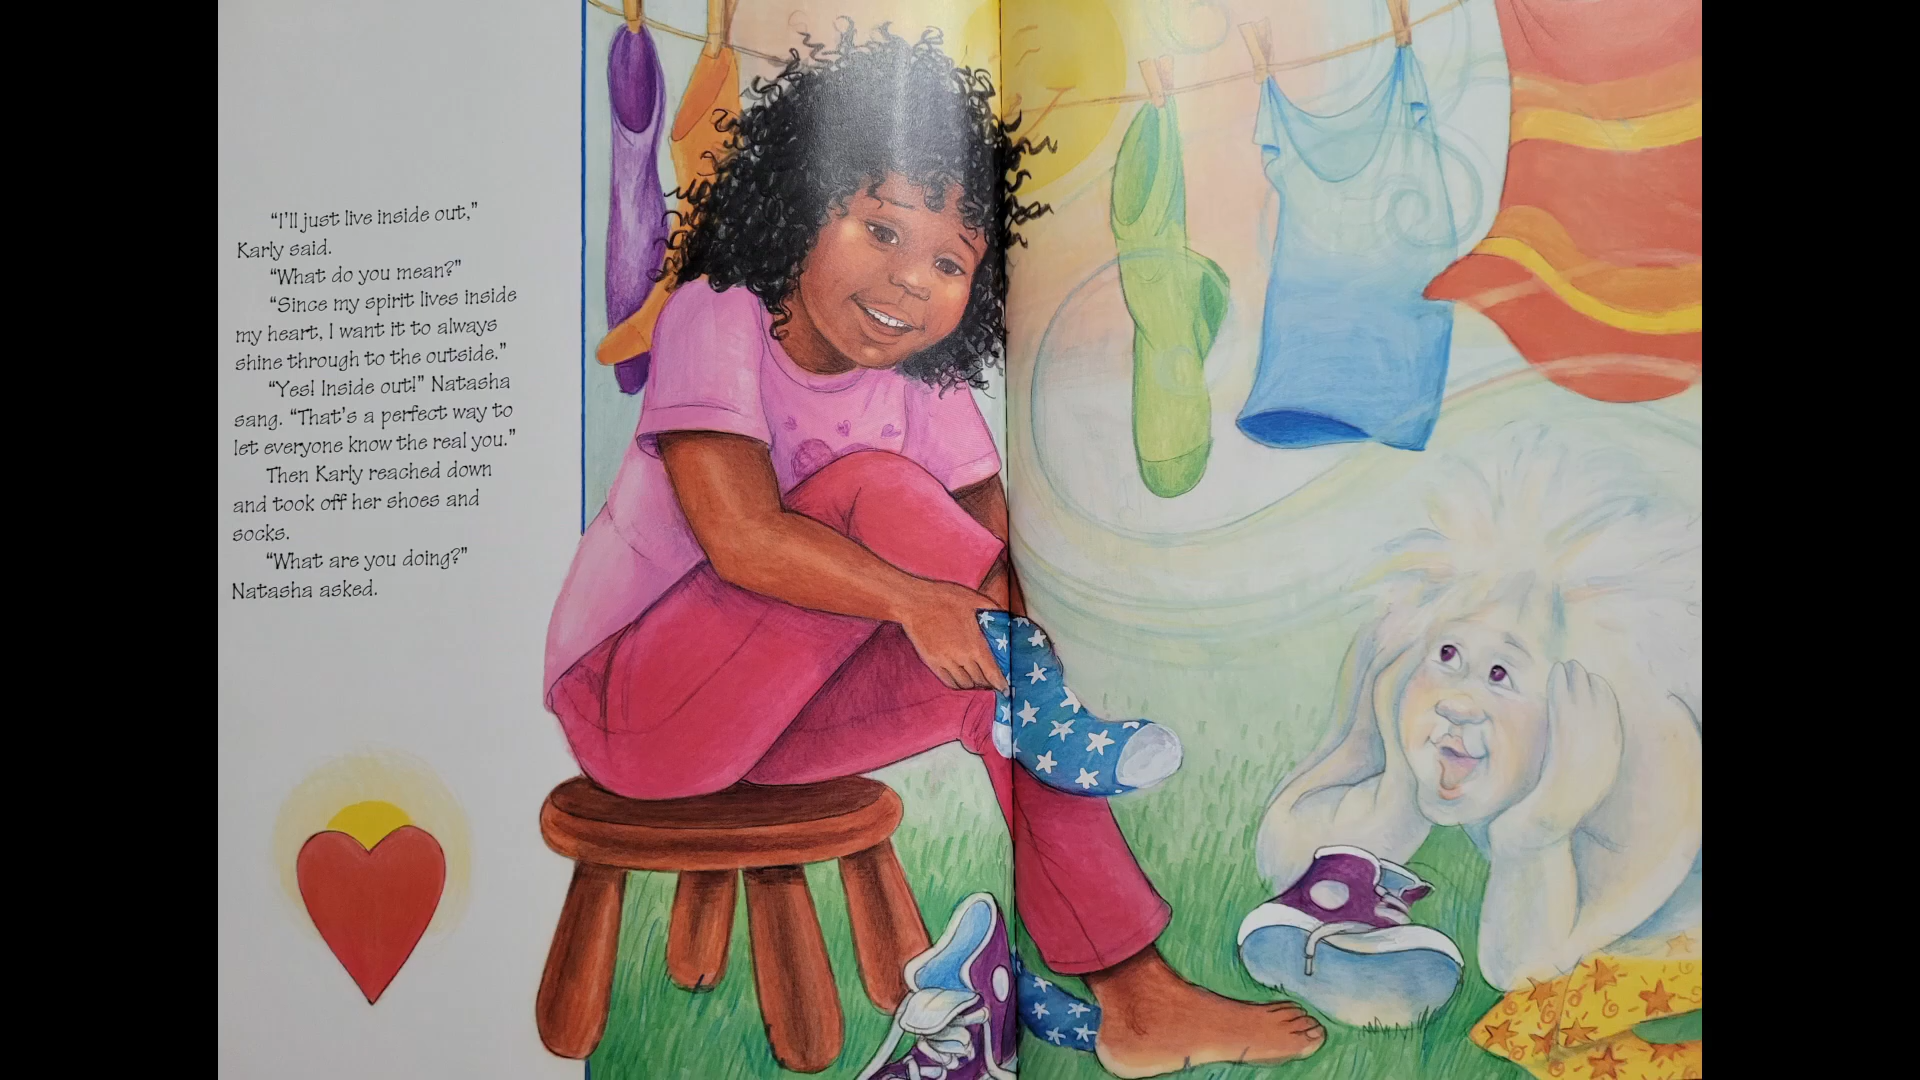 “I’ll just live inside out,”
Karly said.
“What do you mean?”
“Since my spirit lives inside
my heart, I want it to always
shine through to the outside.”
“Yes! Inside out!” Natasha
sang. “That’s a perfect way to
let everyone know the real you.”
Then Karly reached down
and took off her shoes and
socks.
“What are you doing?”
Natasha asked.